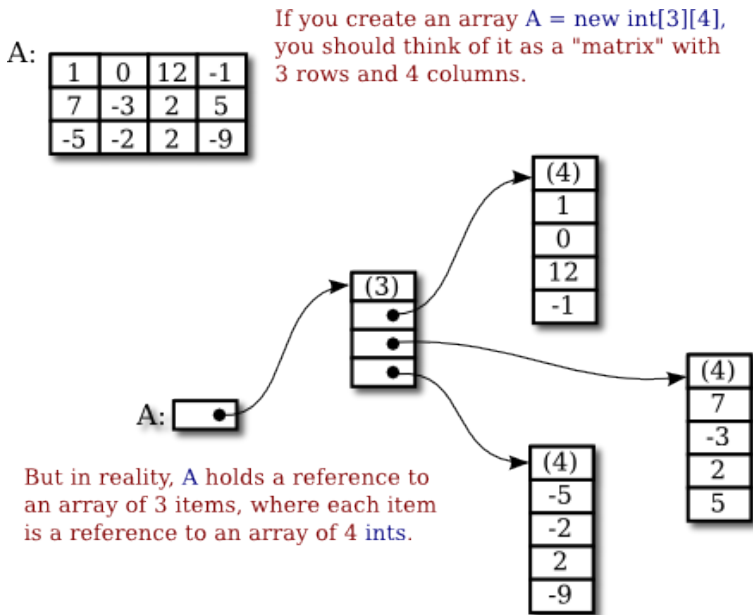 If you create an array A = new int[3][4],
you should think of it as a "matrix" with
3 rows and 4 columns.
A:
1 0 12 -1
7 -3 2 5
-5 -2 2 -9
(4)
1
0
12
-1
(3)
(4)
7
-3
2
5
A:
(4)
-5
-2
2
-9
But in reality, A holds a reference to
an array of 3 items, where each item
is a reference to an array of 4 ints.